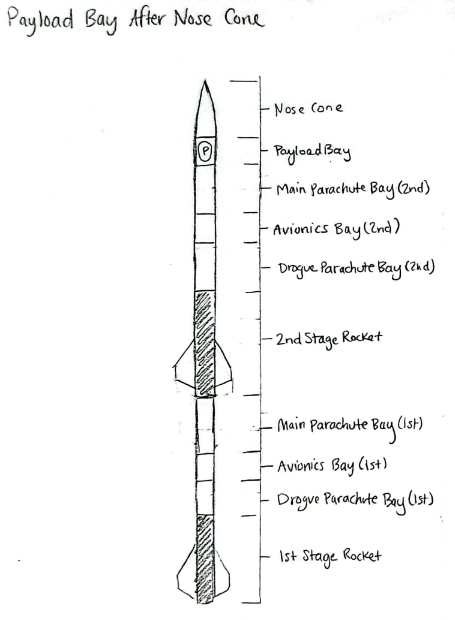 Payload Bay After Nose Cone
Nose Cone
P
Payload Bay
Main Parachute Bay (2nd)
Avionics Bay (2nd)
Drogue Parachute Bay (2nd)
2nd Stage Rocket
Main Parachute Bay (1st)
Avionics Bay (1st)
Drogue Parachute Bay (1st)
1st Stage Rocket